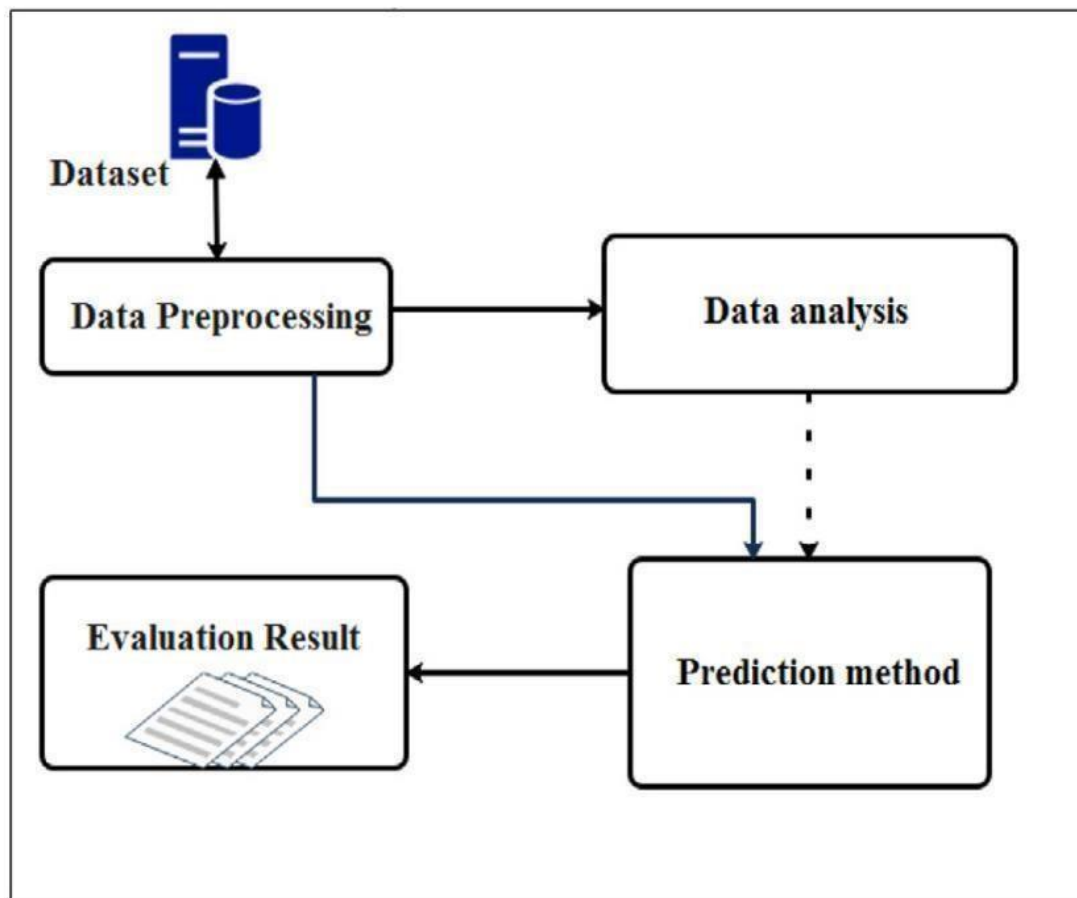 Dataset
Data Preprocessing
Data analysis
Evaluation Result
Prediction method